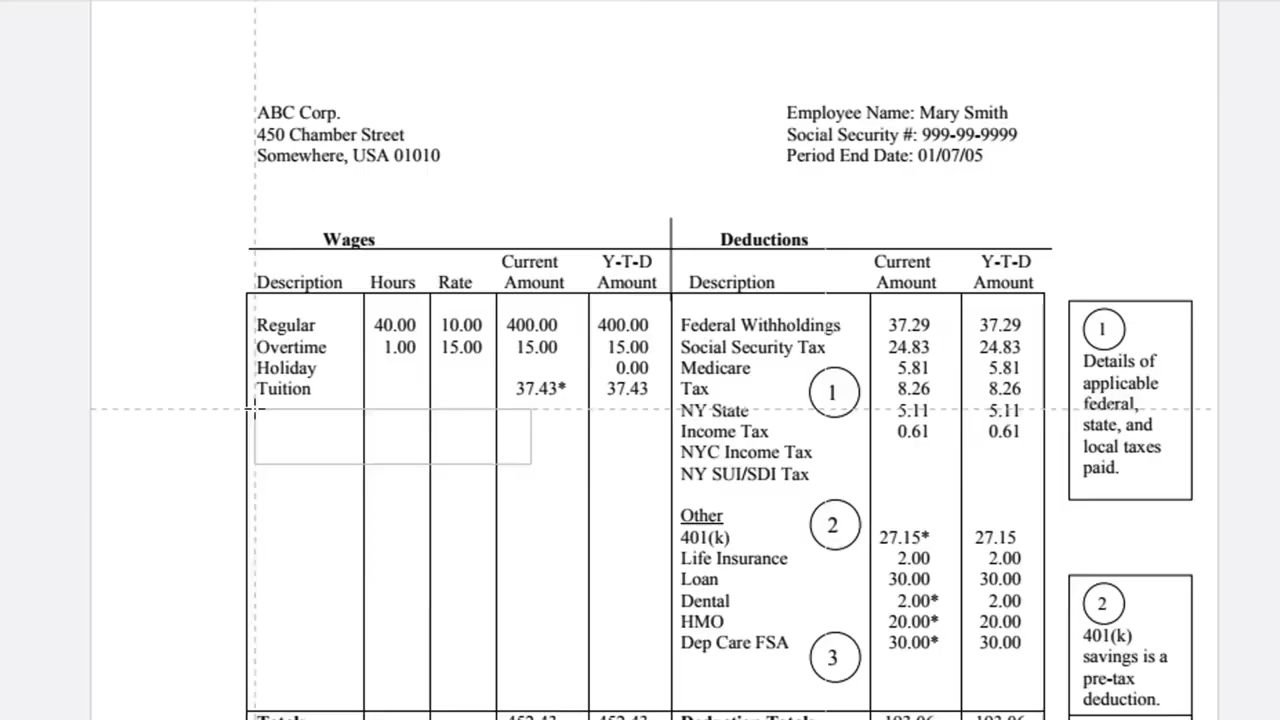 ABC Corp.
450 Chamber Street
Somewhere, USA 01010
Employee Name: Mary Smith
Social Security #: 999-99-9999
Period End Date: 01/07/05
Wages
Deductions
Description Hours Rate Current Amount Y-T-D Amount
Description Current Amount Y-T-D Amount
Regular 40.00 10.00 400.00 400.00
Overtime 1.00 15.00 15.00 15.00
Holiday 0.00
Tuition 37.43* 37.43
Federal Withholdings 37.29 37.29
Social Security Tax 24.83 24.83
Medicare 5.81 5.81
Tax 8.26 8.26
NY State 5.11 5.11
Income Tax 0.61 0.61
NYC Income Tax
NY SUI/SDI Tax
1
Other
2
401(k) 27.15* 27.15
Life Insurance 2.00 2.00
Loan 30.00 30.00
Dental 2.00* 2.00
HMO 20.00* 20.00
Dep Care FSA 30.00* 30.00
3
1
Details of
applicable
federal,
state, and
local taxes
paid.
2
401(k)
savings is a
pre-tax
deduction.